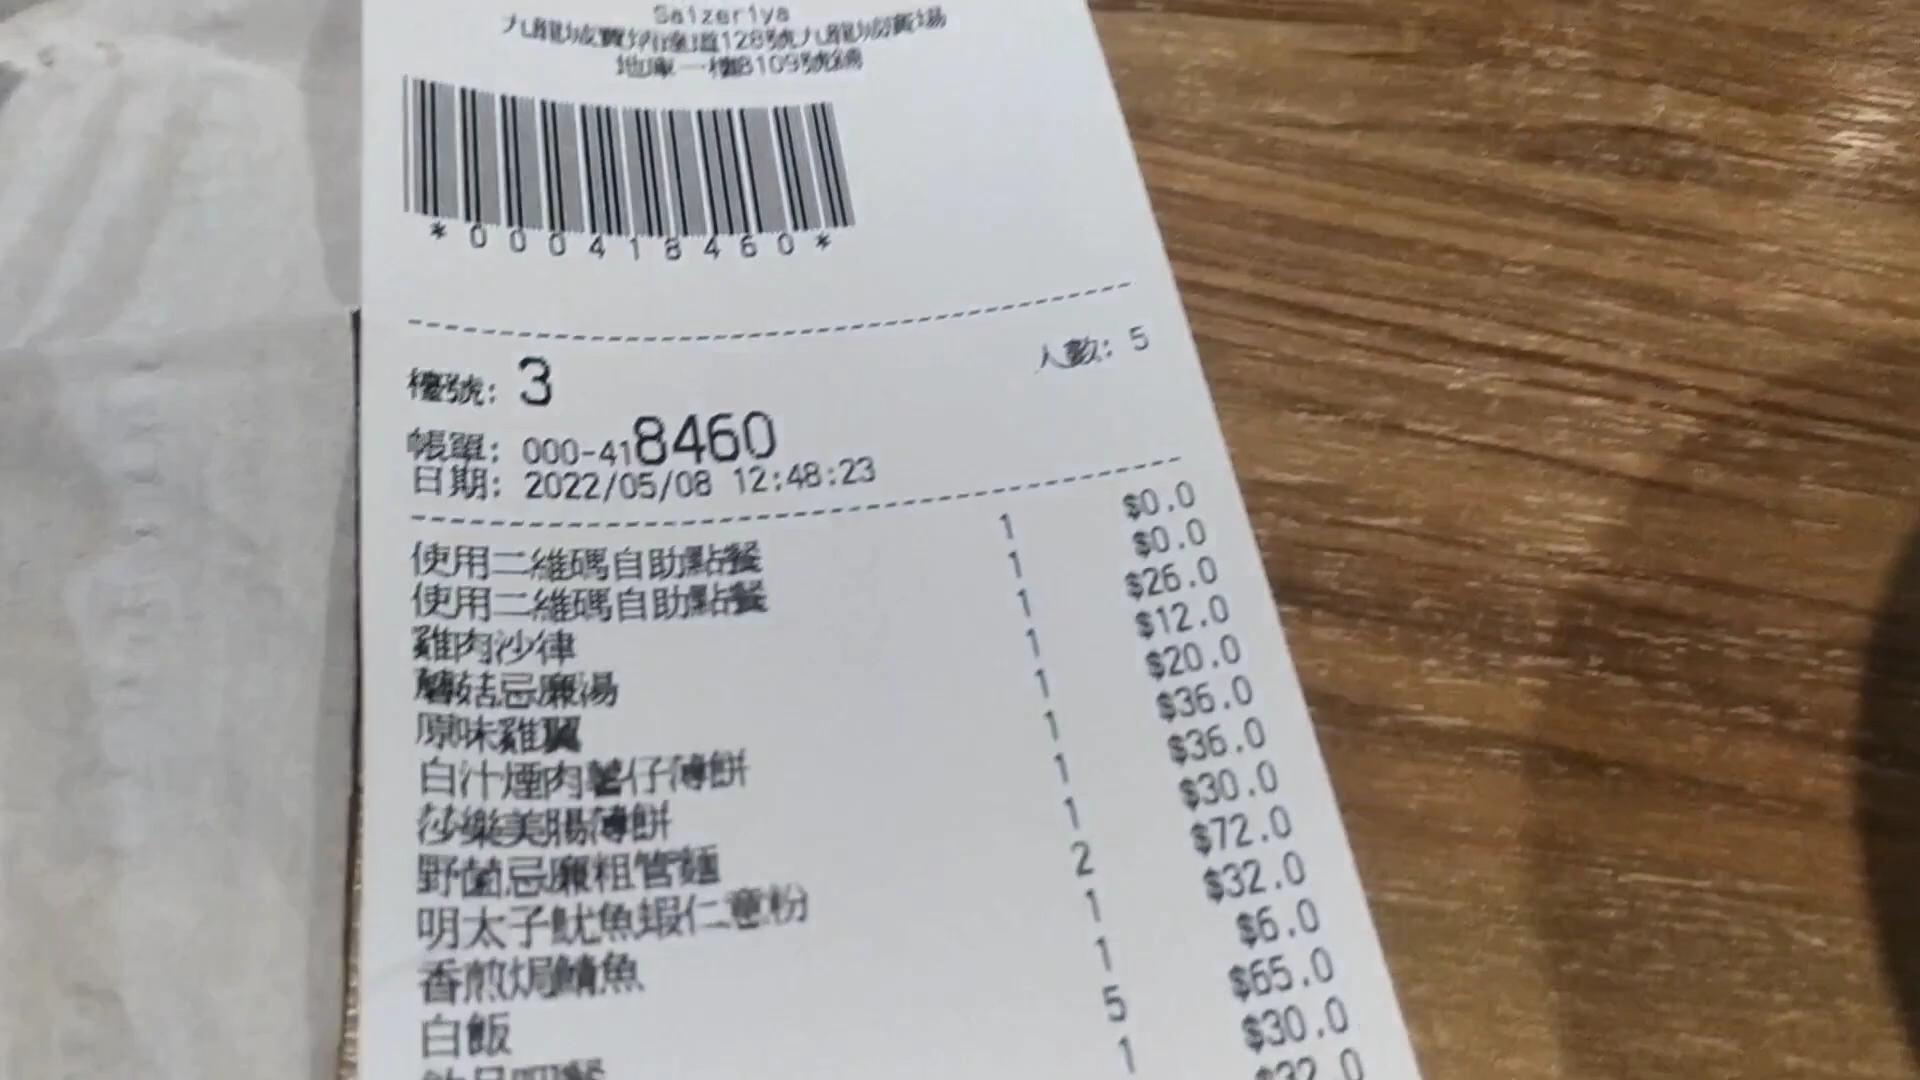 Saizeriya
九龍城賈炳達道128號九龍城廣場
地庫一樓B109號鋪
*000418460*
檯號: 3 人數: 5
帳單: 000-418460
日期: 2022/05/08 12:48:23
使用二維碼自助點餐 1 $0.0
使用二維碼自助點餐 1 $0.0
雞肉沙律 1 $26.0
蘑菇忌廉湯 1 $12.0
原味雞翼 1 $20.0
白汁煙肉薯仔薄餅 1 $36.0
莎樂美腸薄餅 1 $36.0
野菌忌廉粗管麵 1 $30.0
明太子魷魚蝦仁意粉 2 $72.0
香煎焗鯖魚 1 $32.0
白飯 1 $6.0
5 $65.0
1 $30.0